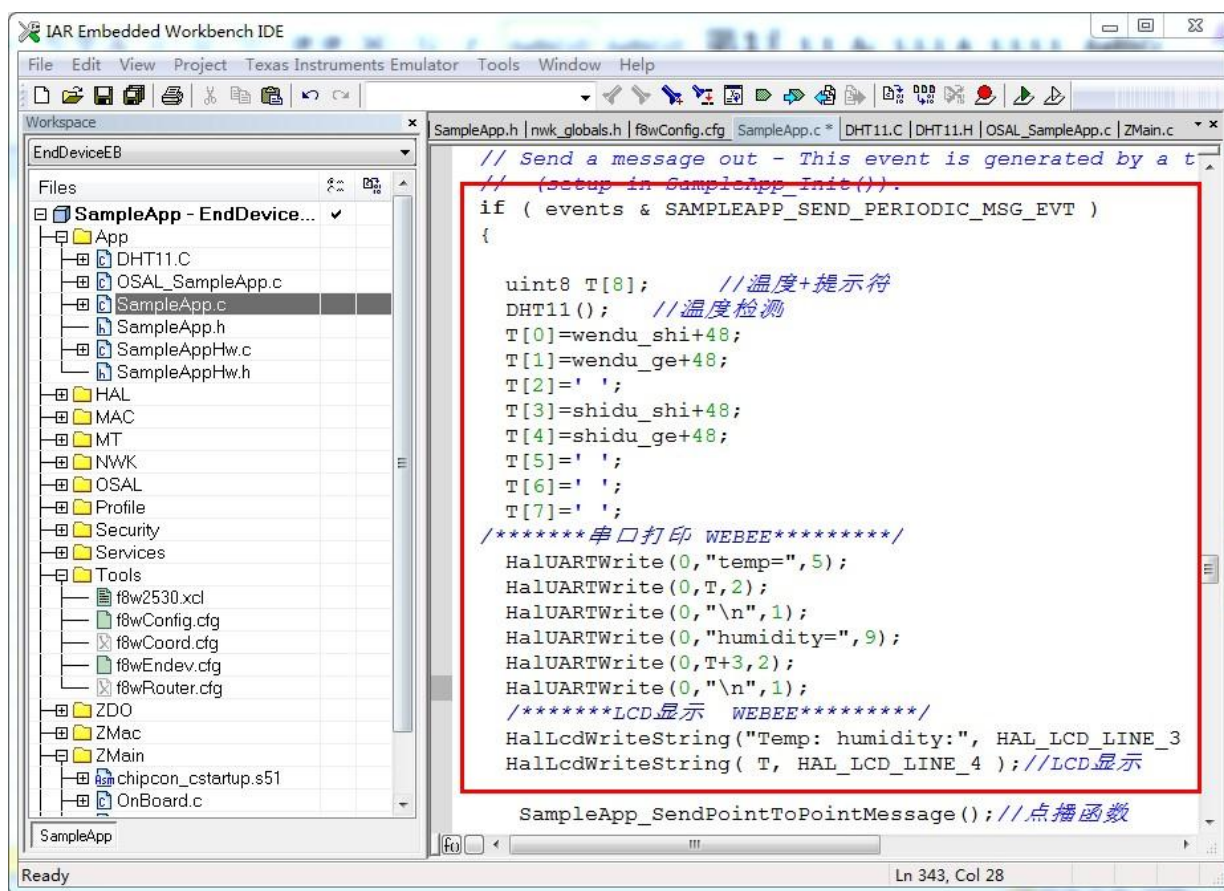 IAR Embedded Workbench IDE
File Edit View Project Texas Instruments Emulator Tools Window Help
Workspace
EndDeviceEB
Files
SampleApp - EndDevice...
App
DHT11.C
OSAL_SampleApp.c
SampleApp.c
SampleApp.h
SampleAppHw.c
SampleAppHw.h
HAL
MAC
MT
NWK
OSAL
Profile
Security
Services
Tools
f8w2530.xcl
f8wConfig.cfg
f8wCoord.cfg
f8wEndev.cfg
f8wRouter.cfg
ZDO
ZMac
ZMain
chipcon_cstartup.s51
OnBoard.c
SampleApp
SampleApp.h | nwk_globals.h | f8wConfig.cfg SampleApp.c * DHT11.C | DHT11.H | OSAL_SampleApp.c | ZMain.c
// Send a message out - This event is generated by a t
// (setup in SampleApp_Init()).
if ( events & SAMPLEAPP_SEND_PERIODIC_MSG_EVT )
{
uint8 T[8]; //温度+提示符
DHT11(); //温度检测
T[0]=wendu_shi+48;
T[1]=wendu_ge+48;
T[2]=' ';
T[3]=shidu_shi+48;
T[4]=shidu_ge+48;
T[5]=' ';
T[6]=' ';
T[7]=' ';
/*******串口打印 WEBEE*********/
HalUARTWrite(0,"temp=",5);
HalUARTWrite(0,T,2);
HalUARTWrite(0,"\n",1);
HalUARTWrite(0,"humidity=",9);
HalUARTWrite(0,T+3,2);
HalUARTWrite(0,"\n",1);
/*******LCD显示 WEBEE*********/
HalLcdWriteString("Temp: humidity:", HAL_LCD_LINE_3
HalLcdWriteString( T, HAL_LCD_LINE_4 );//LCD显示
SampleApp_SendPointToPointMessage();//点播函数
Ready
Ln 343, Col 28